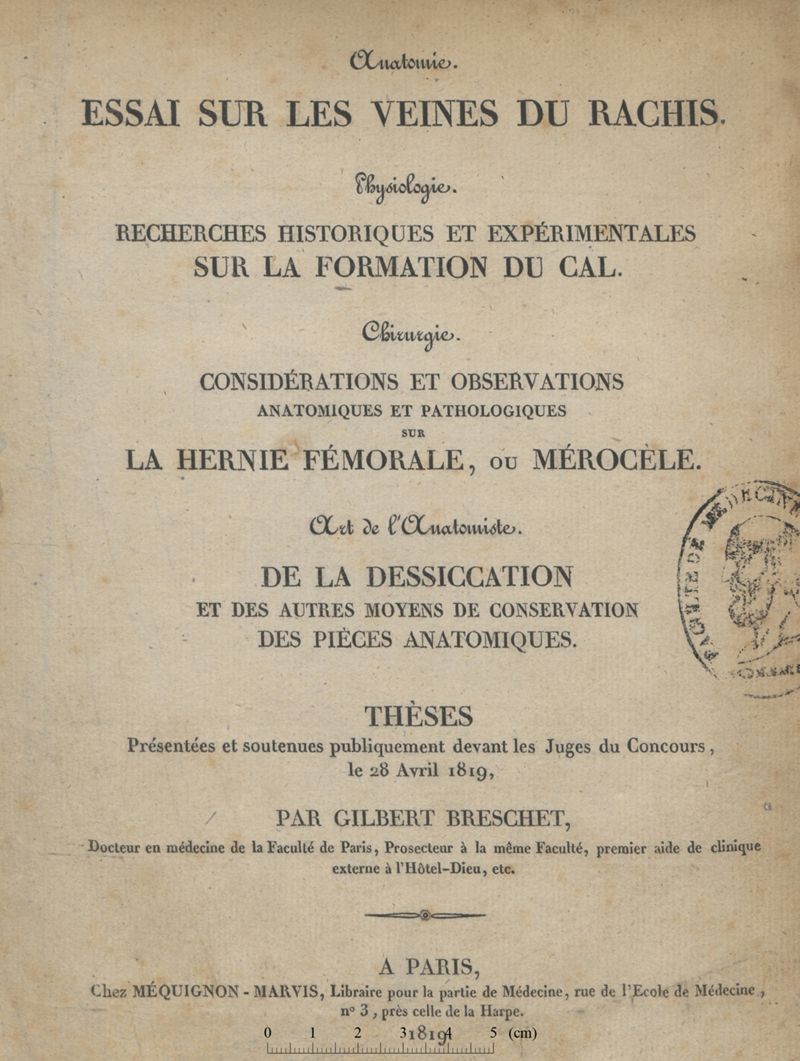 Anatomie.
ESSAI SUR LES VEINES DU RACHIS.
Physiologie.
RECHERCHES HISTORIQUES ET EXPÉRIMENTALES
SUR LA FORMATION DU CAL.
Chirurgie.
CONSIDÉRATIONS ET OBSERVATIONS
ANATOMIQUES ET PATHOLOGIQUES
SUR
LA HERNIE FÉMORALE, OU MÉROCÈLE.
Art de l'Anatomiste.
DE LA DESSICCATION
ET DES AUTRES MOYENS DE CONSERVATION
DES PIÈCES ANATOMIQUES.
THÈSES
Présentées et soutenues publiquement devant les Juges du Concours,
le 28 Avril 1819,
PAR GILBERT BRESCHET,
Docteur en médecine de la Faculté de Paris, Prosecteur à la même Faculté, premier aide de clinique
externe à l'Hôtel-Dieu, etc.
A PARIS,
Chez MÉQUIGNON-MARVIS, Libraire pour la partie de Médecine, rue de l'Ecole de Médecine,
n° 3, près celle de la Harpe.
1819
0 1 2 3 4 5 (cm)